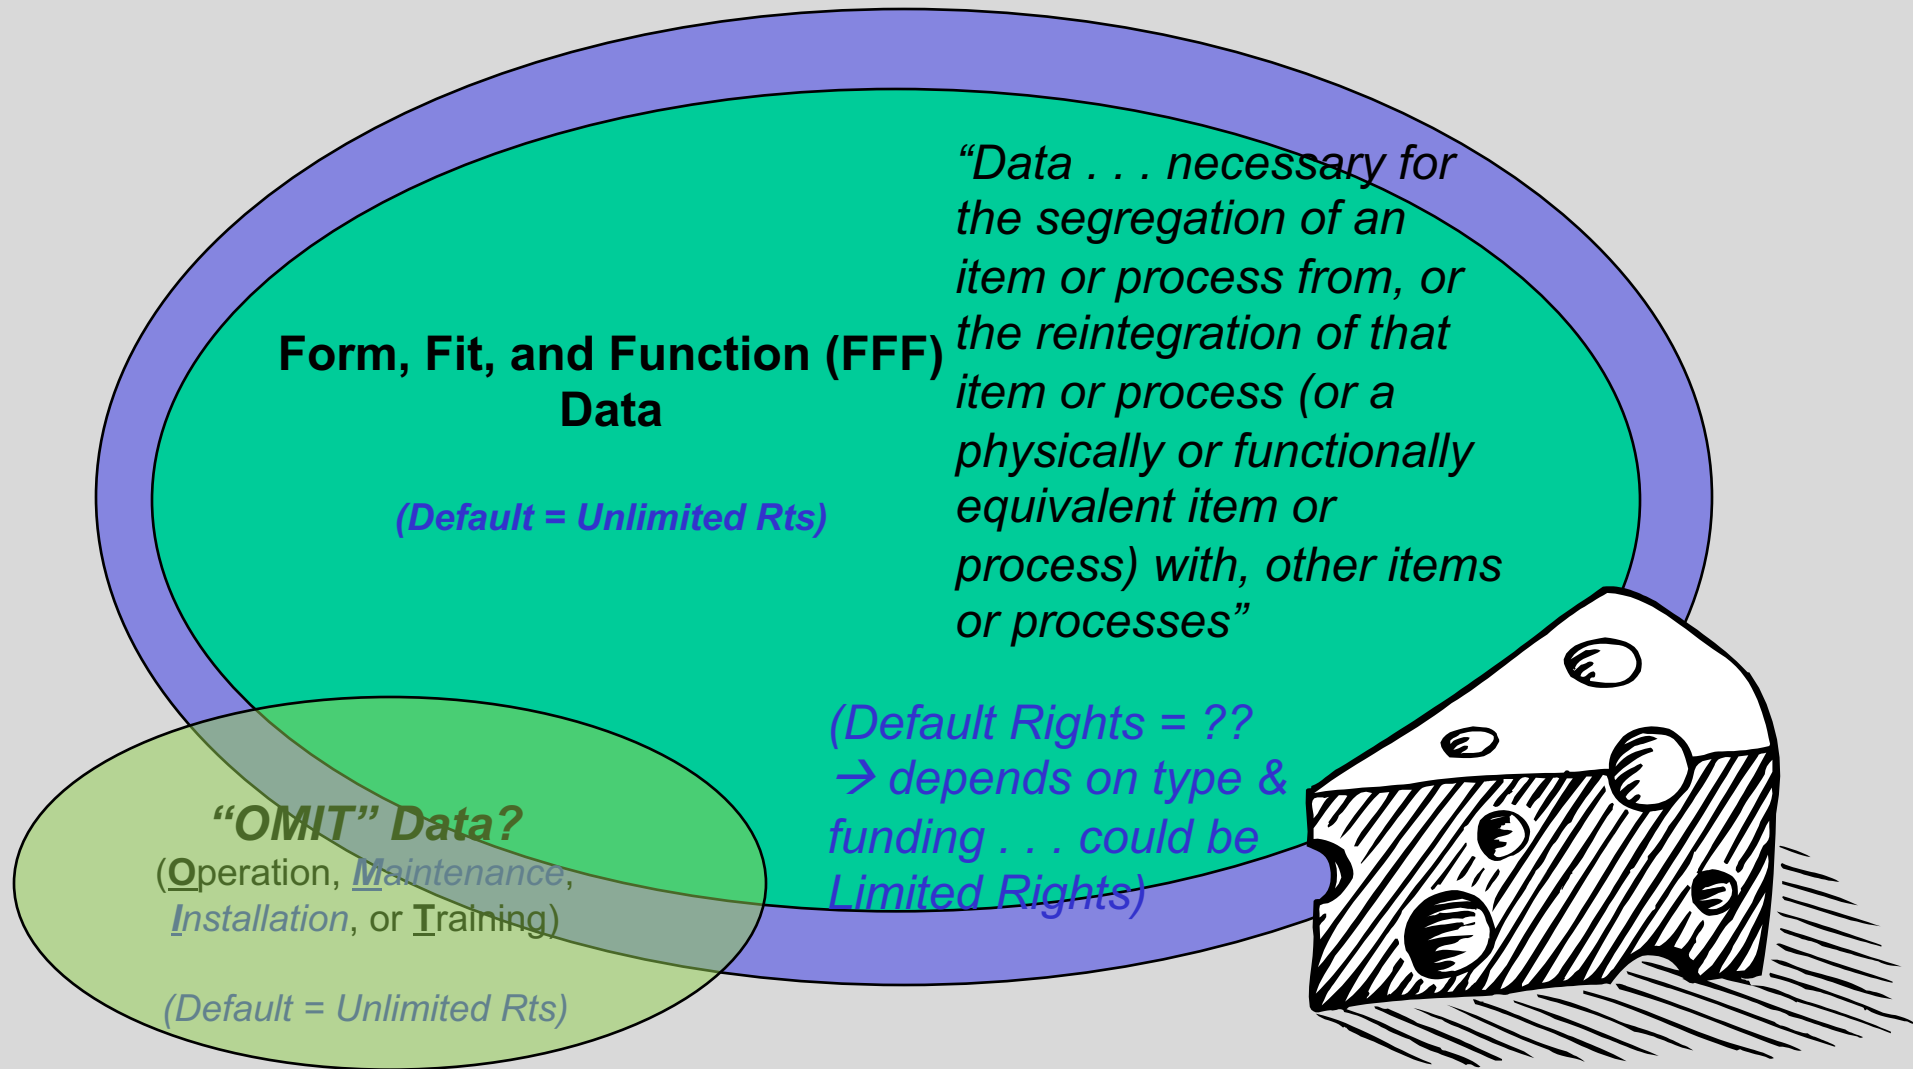 Form, Fit, and Function (FFF)
Data
(Default = Unlimited Rts)
“Data . . . necessary for
the segregation of an
item or process from, or
the reintegration of that
item or process (or a
physically or functionally
equivalent item or
process) with, other items
or processes”
(Default Rights = ??
→ depends on type &
funding . . . could be
Limited Rights)
“OMIT” Data?
(Operation, Maintenance,
Installation, or Training)
(Default = Unlimited Rts)